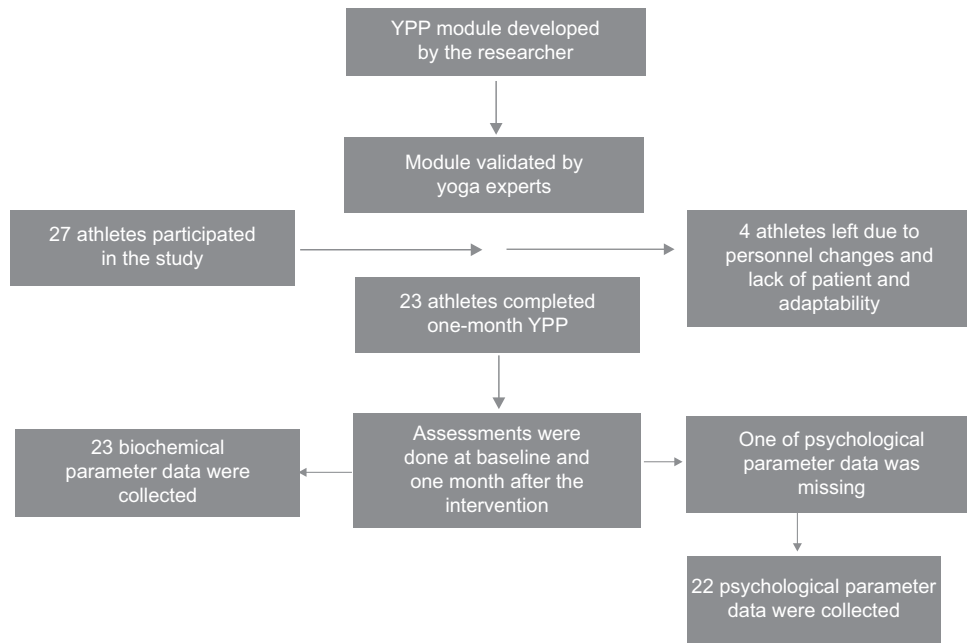 YPP module developed
by the researcher
Module validated by
yoga experts
27 athletes participated
in the study
4 athletes left due to
personnel changes and
lack of patient and
adaptability
23 athletes completed
one-month YPP
23 biochemical
parameter data were
collected
Assessments were
done at baseline and
one month after the
intervention
One of psychological
parameter data was
missing
22 psychological parameter
data were collected